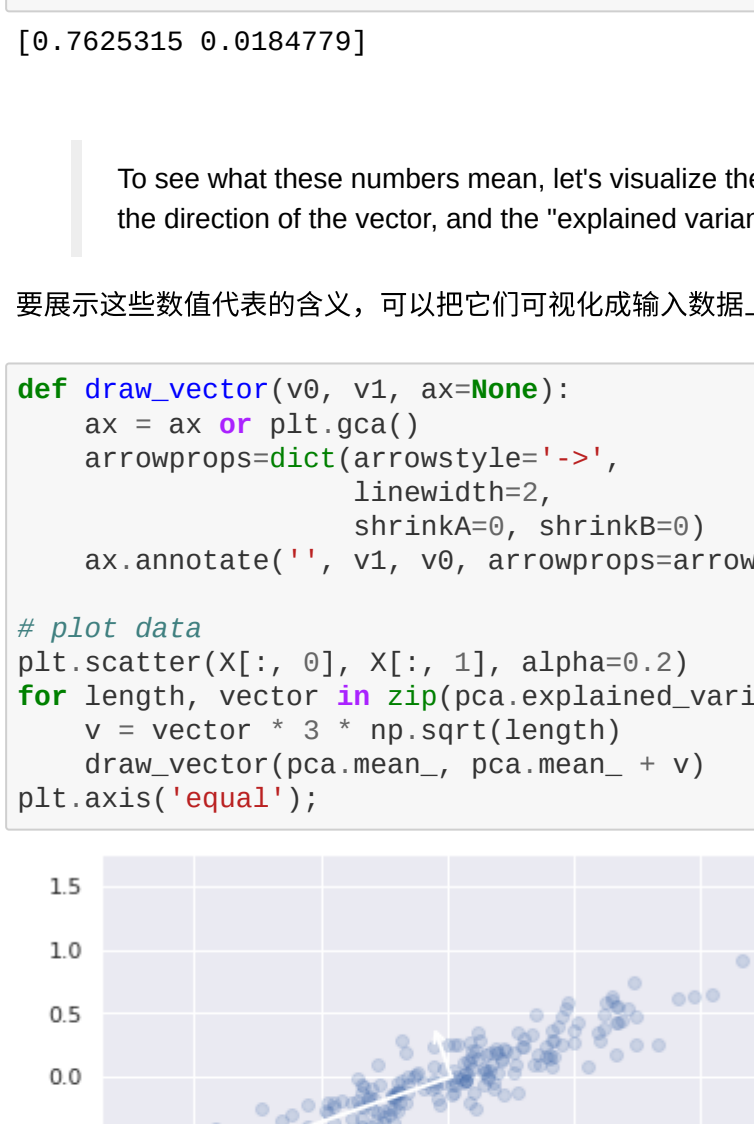 [0.7625315 0.0184779]
To see what these numbers mean, let's visualize
the direction of the vector, and the "explained
要展示这些数值代表的含义，可以把它们可视化成输入数据
def draw_vector(v0, v1, ax=None):
    ax = ax or plt.gca()
    arrowprops=dict(arrowstyle='->',
                    linewidth=2,
                    shrinkA=0, shrinkB=0)
    ax.annotate('', v1, v0, arrowprops=arrow
# plot data
plt.scatter(X[:, 0], X[:, 1], alpha=0.2)
for length, vector in zip(pca.explained_vari
    v = vector * 3 * np.sqrt(length)
    draw_vector(pca.mean_, pca.mean_ + v)
plt.axis('equal');
1.5
1.0
0.5
0.0